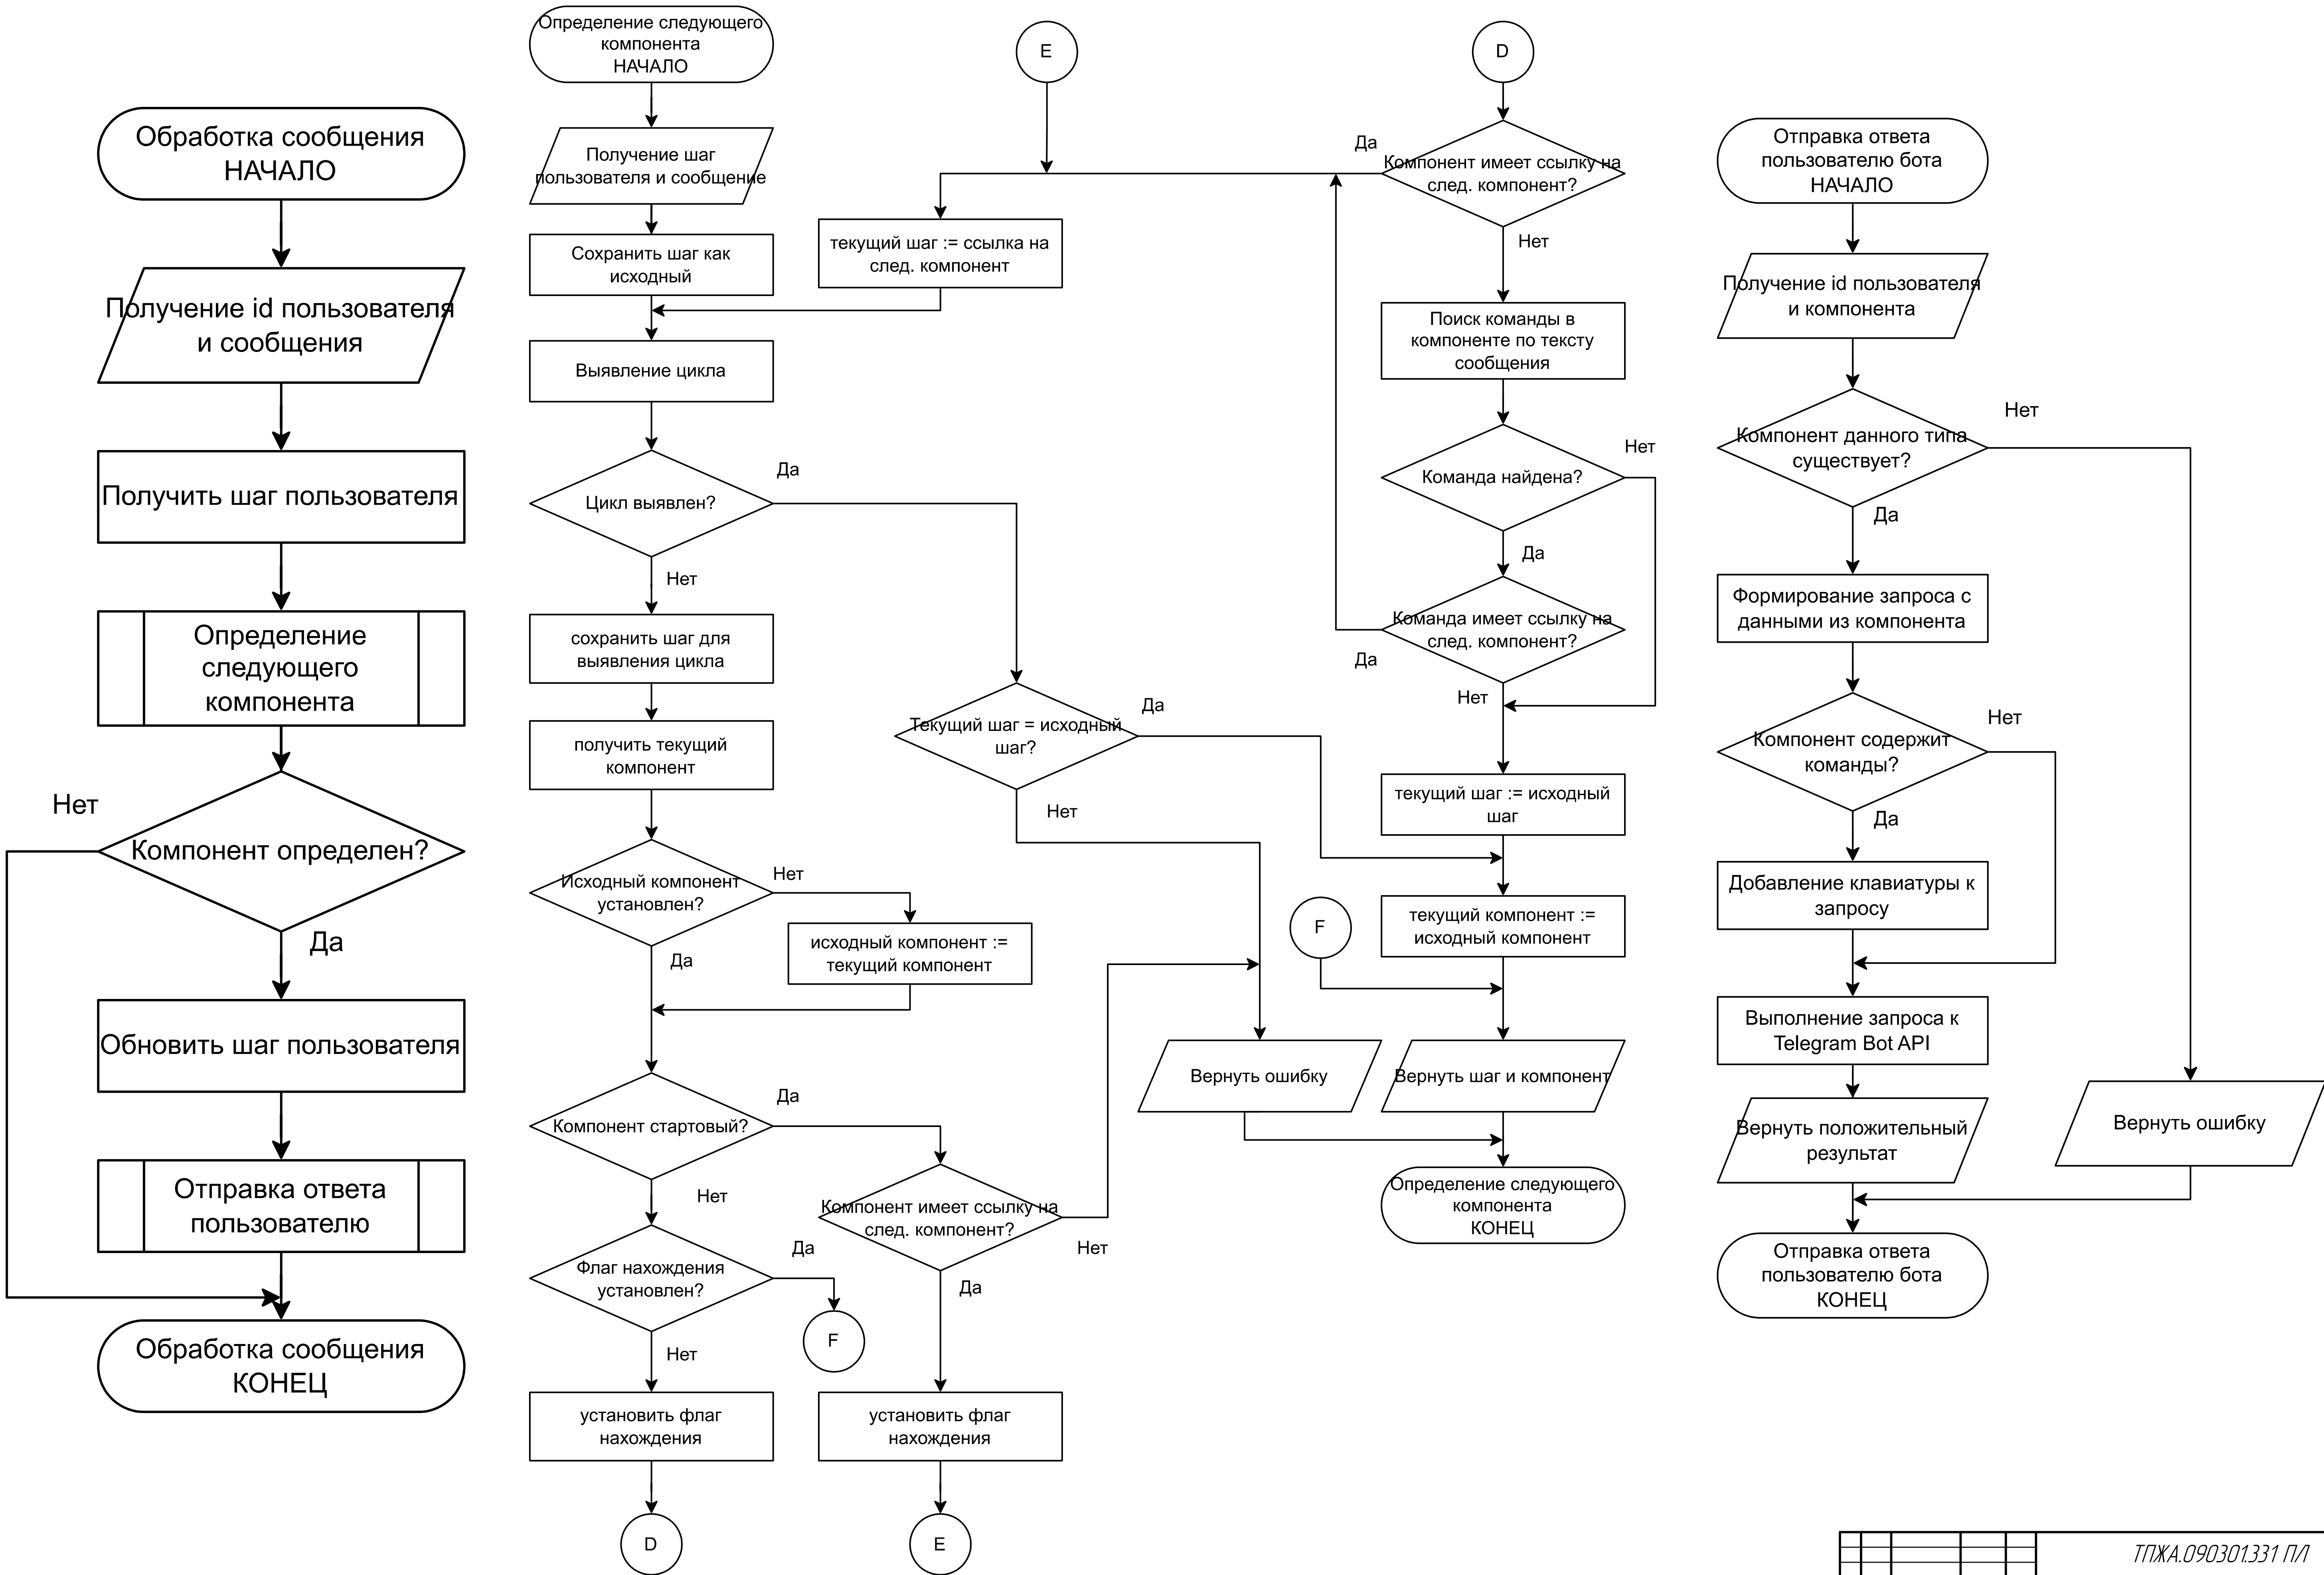 Обработка сообщения
НАЧАЛО
Получение id пользователя
и сообщения
Получить шаг пользователя
Определение
следующего
компонента
Нет
Компонент определен?
Да
Обновить шаг пользователя
Отправка ответа
пользователю
Обработка сообщения
КОНЕЦ
Определение следующего
компонента
НАЧАЛО
Получение шаг
пользователя и сообщение
Сохранить шаг как
исходный
Выявление цикла
Да
Цикл выявлен?
Нет
сохранить шаг для
выявления цикла
получить текущий
компонент
Исходный компонент
установлен?
Нет
исходный компонент :=
текущий компонент
Да
Компонент стартовый?
Да
Нет
Флаг нахождения
установлен?
Да
F
Нет
установить флаг
нахождения
D
Компонент имеет ссылку на
след. компонент?
Нет
Да
установить флаг
нахождения
E
E
текущий шаг := ссылка на
след. компонент
Текущий шаг = исходный
шаг?
Да
Нет
D
Да
Компонент имеет ссылку на
след. компонент?
Нет
Поиск команды в
компоненте по тексту
сообщения
Нет
Команда найдена?
Да
Команда имеет ссылку на
след. компонент?
Да
Нет
текущий шаг := исходный
шаг
F
текущий компонент :=
исходный компонент
Вернуть ошибку
Вернуть шаг и компонент
Определение следующего
компонента
КОНЕЦ
Отправка ответа
пользователю бота
НАЧАЛО
Получение id пользователя
и компонента
Нет
Компонент данного типа
существует?
Да
Формирование запроса с
данными из компонента
Нет
Компонент содержит
команды?
Да
Добавление клавиатуры к
запросу
Выполнение запроса к
Telegram Bot API
Вернуть положительный
результат
Вернуть ошибку
Отправка ответа
пользователю бота
КОНЕЦ
ТПЖА.090301.331 ПЛ